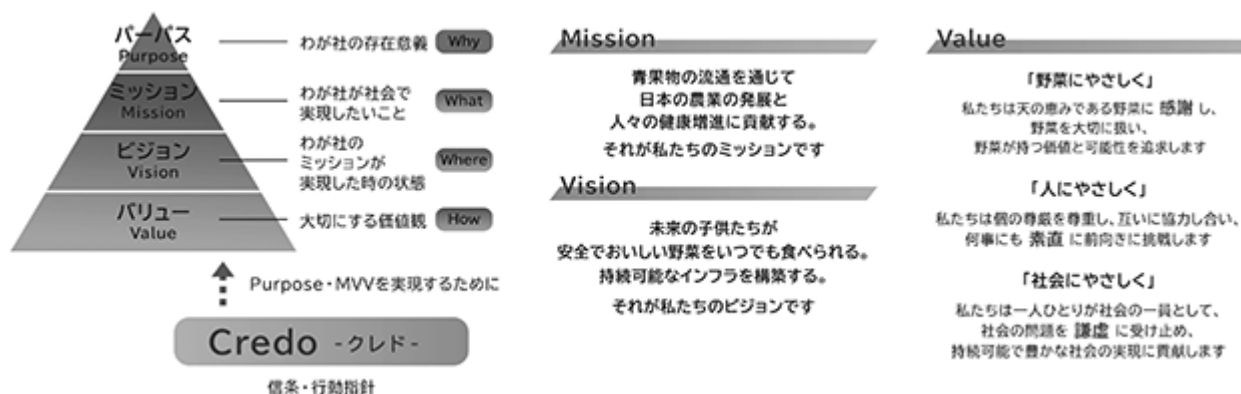 パーパス
Purpose
わが社の存在意義
Why
ミッション
Mission
わが社が社会で
実現したいこと
What
ビジョン
Vision
わが社の
ミッションが
実現した時の状態
Where
バリュー
Value
大切にする価値観
How
Purpose・MVVを実現するために
Credo -クレド-
信条・行動指針
Mission
青果物の流通を通じて
日本の農業の発展と
人々の健康増進に貢献する。
それが私たちのミッションです
Vision
未来の子供たちが
安全でおいしい野菜をいつでも食べられる。
持続可能なインフラを構築する。
それが私たちのビジョンです
Value
「野菜にやさしく」
私たちは天の恵みである野菜に 感謝 し、
野菜を大切に扱い、
野菜が持つ価値と可能性を追求します
「人にやさしく」
私たちは個の尊厳を尊重し、互いに協力し合い、
何事にも 素直 に前向きに挑戦します
「社会にやさしく」
私たちは一人ひとりが社会の一員として、
社会の問題を 謙虚 に受け止め、
持続可能で豊かな社会の実現に貢献します